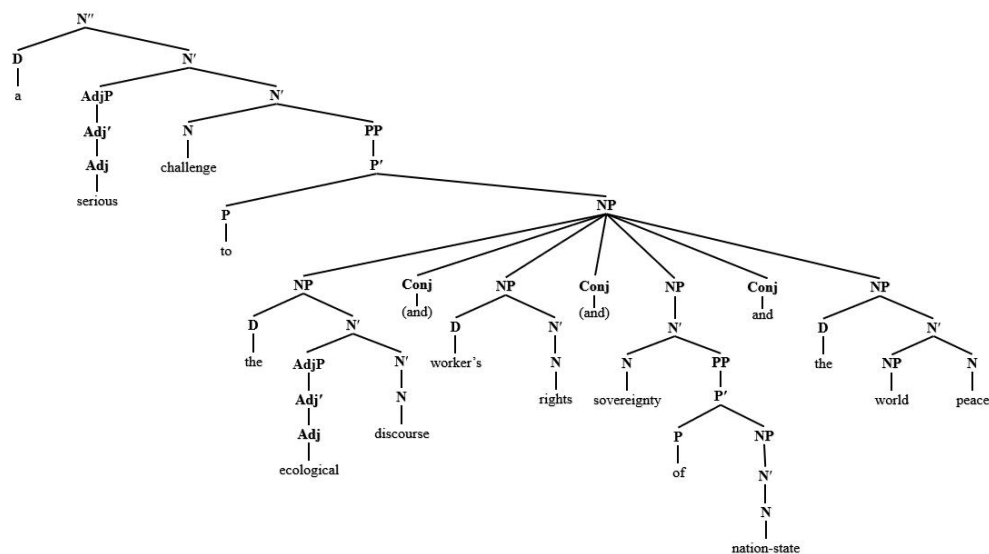 N″
D N′
a AdjP N′
Adj′ N PP
Adj challenge P′
serious
P NP
to
NP Conj NP Conj NP Conj NP
(and) (and) and
D N′ D N′ N′ D N′
the AdjP N′ worker's N N PP the NP N
Adj′ N rights sovereignty P′ world peace
Adj discourse P NP
ecological of N′
N
nation-state